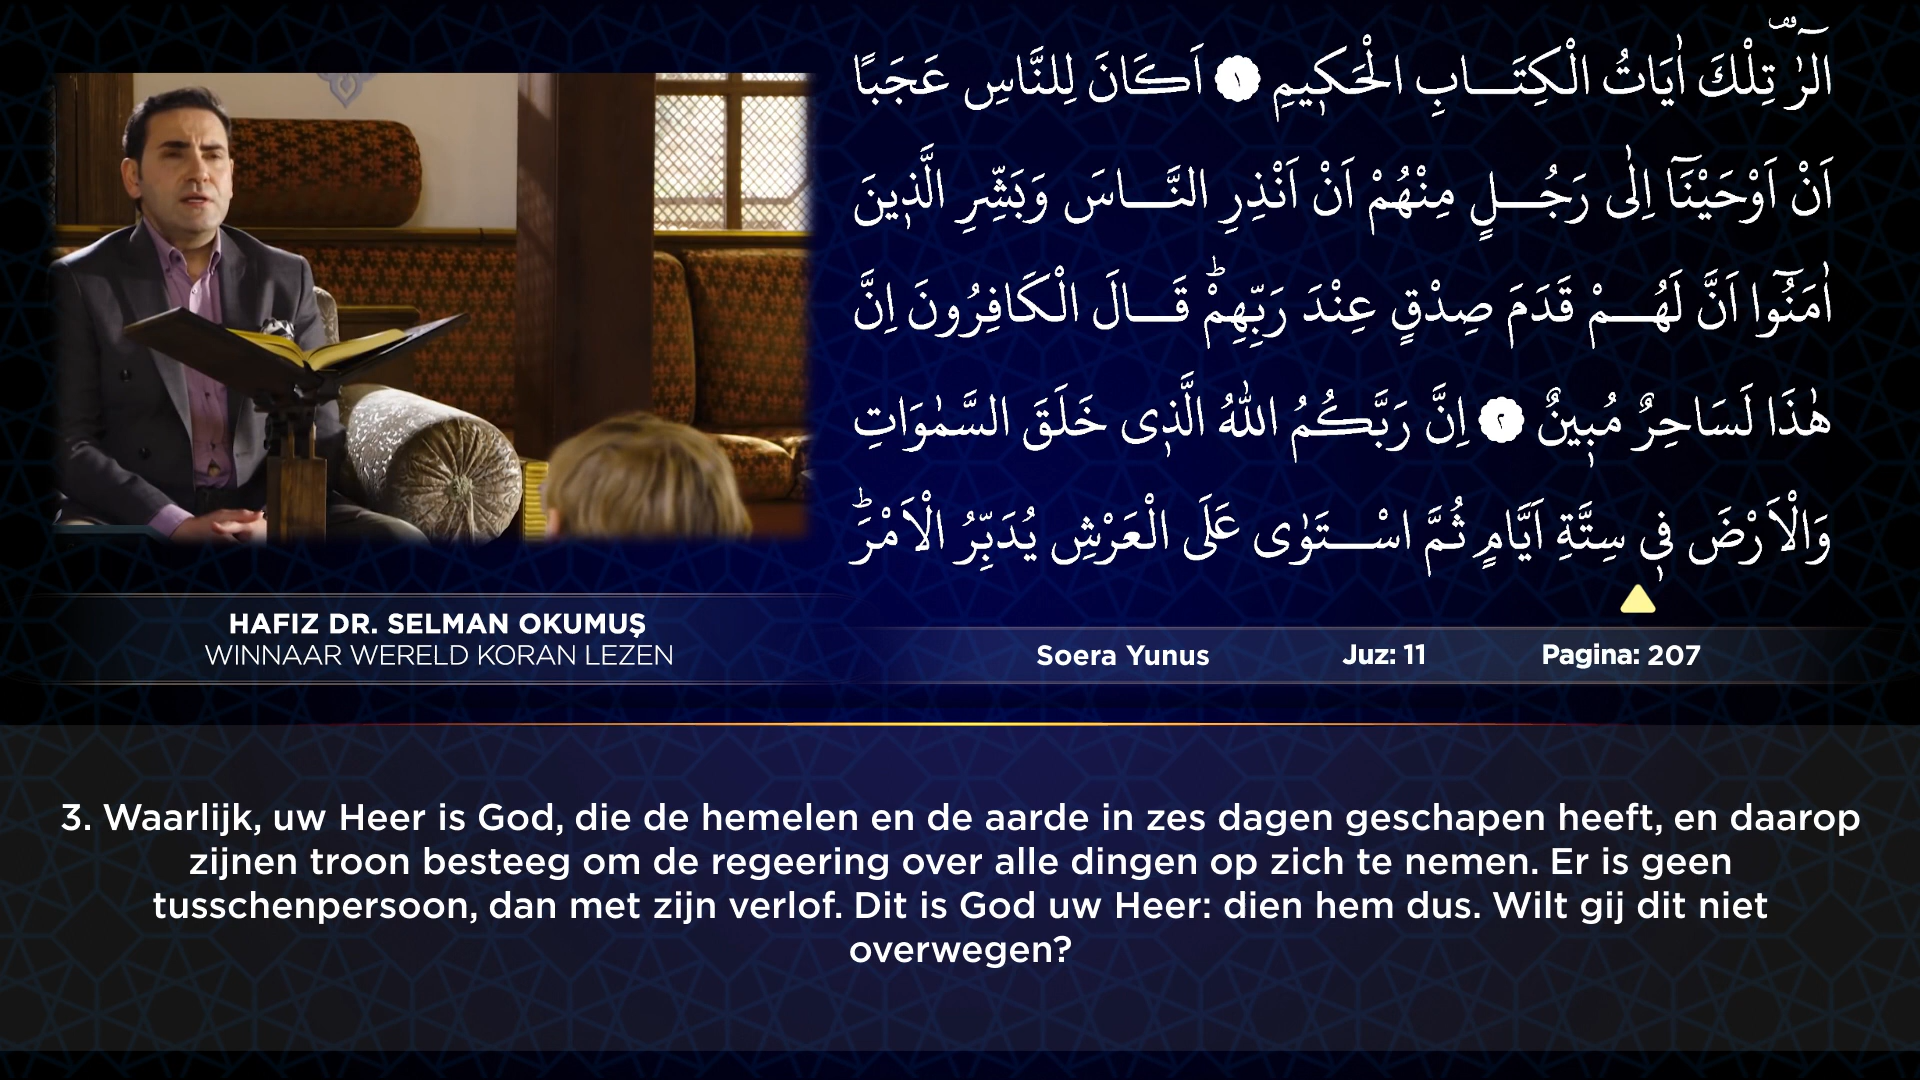 الٓرٰ۠ تِلْكَ اٰيَاتُ الْكِتَابِ الْحَكٖيمِ ١ اَكَانَ لِلنَّاسِ عَجَبًا
اَنْ اَوْحَيْنَٓا اِلٰى رَجُلٍ مِنْهُمْ اَنْ اَنْذِرِ النَّاسَ وَبَشِّرِ الَّذٖينَ
اٰمَنُٓوا اَنَّ لَهُمْ قَدَمَ صِدْقٍ عِنْدَ رَبِّهِمْؕ قَالَ الْكَافِرُونَ اِنَّ
هٰذَا لَسَاحِرٌ مُبٖينٌ ٢ اِنَّ رَبَّكُمُ اللّٰهُ الَّذٖى خَلَقَ السَّمٰوَاتِ
وَالْاَرْضَ فٖى سِتَّةِ اَيَّامٍ ثُمَّ اسْتَوٰى عَلَى الْعَرْشِ يُدَبِّرُ الْاَمْرَؕ
HAFIZ DR. SELMAN OKUMUŞ
WINNAAR WERELD KORAN LEZEN
Soera Yunus Juz: 11 Pagina: 207
3. Waarlijk, uw Heer is God, die de hemelen en de aarde in zes dagen geschapen heeft, en daarop
zijnen troon besteeg om de regeering over alle dingen op zich te nemen. Er is geen
tusschenpersoon, dan met zijn verlof. Dit is God uw Heer: dien hem dus. Wilt gij dit niet
overwegen?